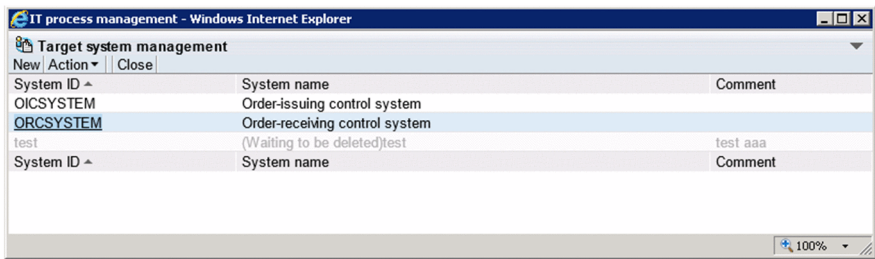 IT process management - Windows Internet Explorer
Target system management
New Action Close
System ID System name Comment
OICSYSTEM Order-issuing control system
ORCSYSTEM Order-receiving control system
test (Waiting to be deleted)test test aaa
System ID System name Comment
100%